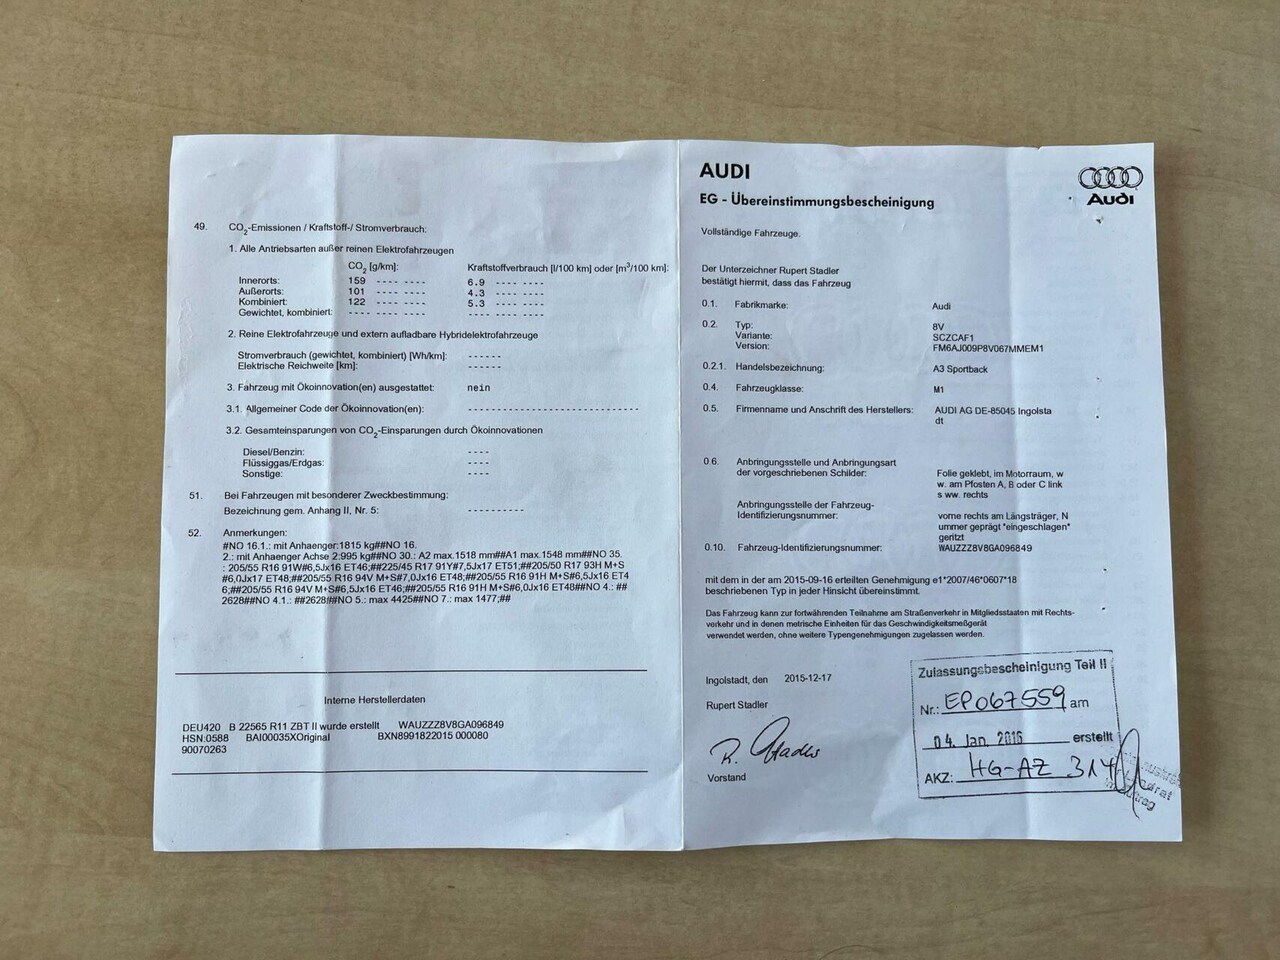 49. CO2-Emissionen / Kraftstoff-/ Stromverbrauch:
1. Alle Antriebsarten außer reinen Elektrofahrzeugen
CO2 [g/km]: Kraftstoffverbrauch [l/100 km] oder [m3/100 km]:
Innerorts: 159 ---- ---- 6.9 ---- ----
Außerorts: 101 ---- ---- 4.3 ---- ----
Kombiniert: 122 ---- ---- 5.3 ---- ----
Gewichtet, kombiniert: ---- ---- ---- ---- ---- ----
2. Reine Elektrofahrzeuge und extern aufladbare Hybridelektrofahrzeuge
Stromverbrauch (gewichtet, kombiniert) [Wh/km]: ------
Elektrische Reichweite [km]: ------
3. Fahrzeug mit Ökoinnovation(en) ausgestattet: nein
3.1. Allgemeiner Code der Ökoinnovation(en): ------------------------------
3.2. Gesamteinsparungen von CO2-Einsparungen durch Ökoinnovationen
Diesel/Benzin: ----
Flüssiggas/Erdgas: ----
Sonstige: ----
51. Bei Fahrzeugen mit besonderer Zweckbestimmung:
Bezeichnung gem. Anhang II, Nr. 5: ----------
52. Anmerkungen:
#NO 16.1.: mit Anhaenger:1815 kg##NO 16.
2.: mit Anhaenger Achse 2:995 kg##NO 30.: A2 max.1518 mm##A1 max.1548 mm##NO 35.
: 205/55 R16 91W#6,5Jx16 ET46;##225/45 R17 91Y#7,5Jx17 ET51;##205/50 R17 93H M+S
#6,0Jx17 ET48;##205/55 R16 94V M+S#7,0Jx16 ET48;##205/55 R16 91H M+S#6,5Jx16 ET4
6;##205/55 R16 94V M+S#6,5Jx16 ET46;##205/55 R16 91H M+S#6,0Jx16 ET48##NO 4.: ##
2628##NO 4.1.: ##2628##NO 5.: max 4425##NO 7.: max 1477;##
Interne Herstellerdaten
DEU420 B 22565 R11 ZBT II wurde erstellt WAUZZZ8V8GA096849
HSN:0588 BAI00035XOriginal BXN8991822015 000080
90070263
AUDI
Audi
EG - Übereinstimmungsbescheinigung
Vollständige Fahrzeuge.
Der Unterzeichner Rupert Stadler
bestätigt hiermit, dass das Fahrzeug
0.1. Fabrikmarke: Audi
0.2. Typ: 8V
Variante: SCZCAF1
Version: FM6AJ009P8V067MMEM1
0.2.1. Handelsbezeichnung: A3 Sportback
0.4. Fahrzeugklasse: M1
0.5. Firmenname und Anschrift des Herstellers: AUDI AG DE-85045 Ingolsta
dt
0.6. Anbringungsstelle und Anbringungsart
der vorgeschriebenen Schilder: Folie geklebt, im Motorraum, w
w. am Pfosten A, B oder C link
s ww. rechts
Anbringungsstelle der Fahrzeug-
Identifizierungsnummer: vorne rechts am Längsträger, N
ummer geprägt *eingeschlagen*
geritzt
0.10. Fahrzeug-Identifizierungsnummer: WAUZZZ8V8GA096849
mit dem in der am 2015-09-16 erteilten Genehmigung e1*2007/46*0607*18
beschriebenen Typ in jeder Hinsicht übereinstimmt.
Das Fahrzeug kann zur fortwährenden Teilnahme am Straßenverkehr in Mitgliedsstaaten mit Rechts-
verkehr und in denen metrische Einheiten für das Geschwindigkeitsmeßgerät
verwendet werden, ohne weitere Typengenehmigungen zugelassen werden.
Ingolstadt, den 2015-12-17
Rupert Stadler
R. Stadler
Vorstand
Zulassungsbescheinigung Teil II
Nr.: EP067559 am
04. Jan. 2016 erstellt
AKZ: HG-AZ 314